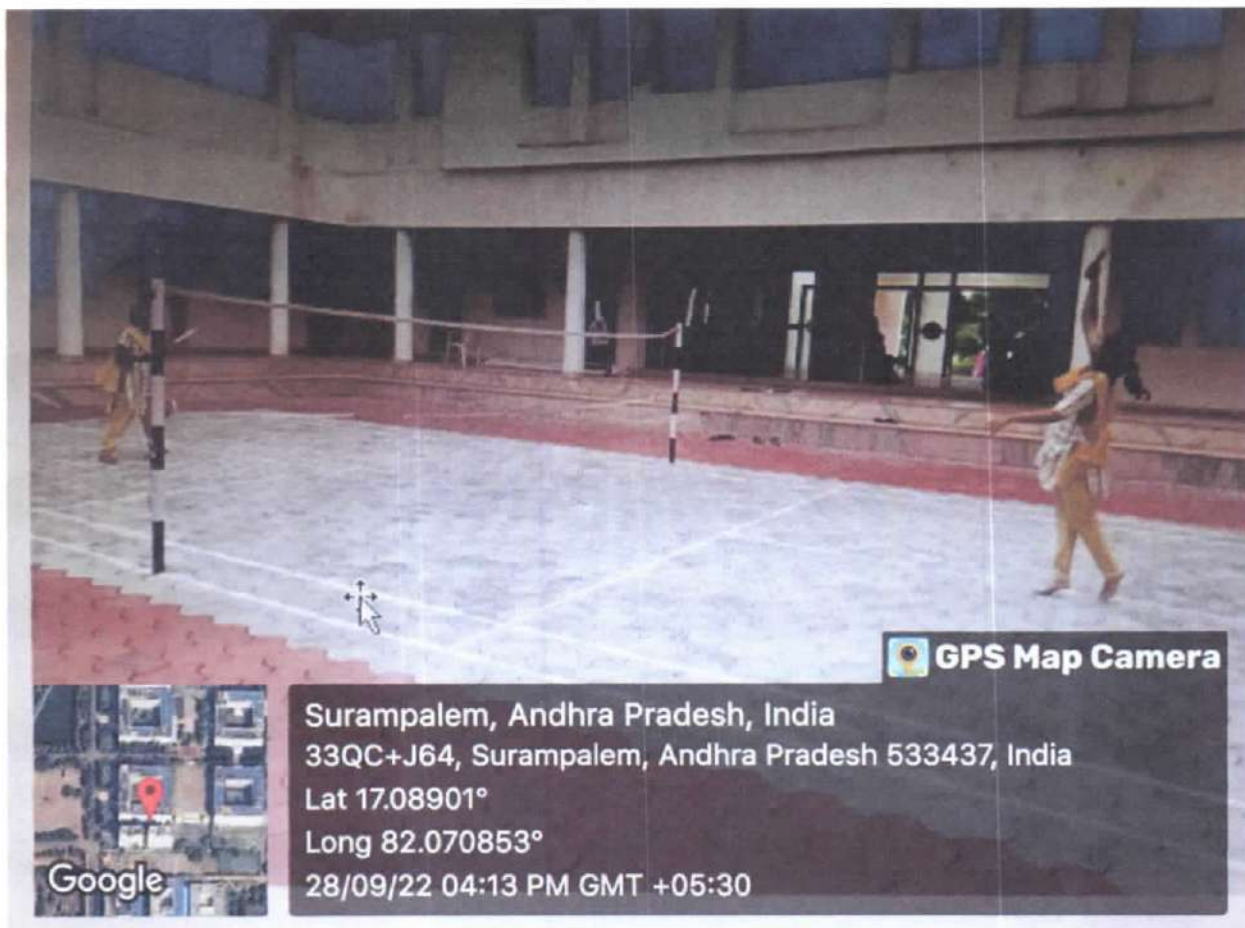 GPS Map Camera
Surampalem, Andhra Pradesh, India
33QC+J64, Surampalem, Andhra Pradesh 533437, India
Lat 17.08901°
Long 82.070853°
28/09/22 04:13 PM GMT +05:30
Google